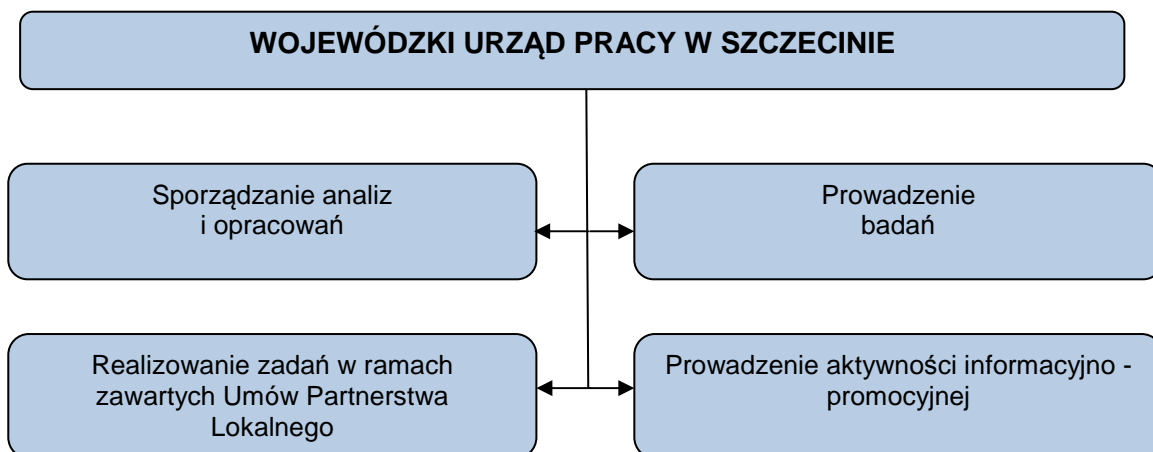 WOJEWÓDZKI URZĄD PRACY W SZCZECINIE
Sporządzanie analiz
i opracowań
Prowadzenie
badań
Realizowanie zadań w ramach
zawartych Umów Partnerstwa
Lokalnego
Prowadzenie aktywności informacyjno -
promocyjnej